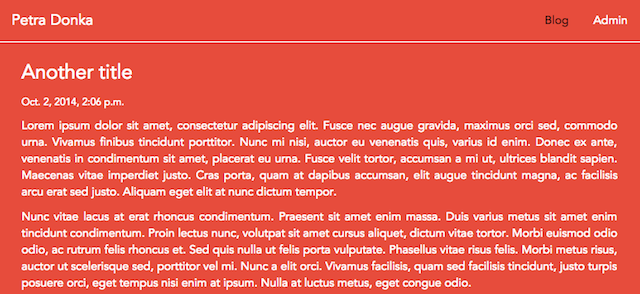 Petra Donka
Blog
Admin
Another title
Oct. 2, 2014, 2:06 p.m.
Lorem ipsum dolor sit amet, consectetur adipiscing elit. Fusce nec augue gravida, maximus orci sed, commodo
urna. Vivamus finibus tincidunt porttitor. Nunc mi nisi, auctor eu venenatis quis, varius id enim. Donec ex ante,
venenatis in condimentum sit amet, placerat eu urna. Fusce velit tortor, accumsan a mi ut, ultrices blandit sapien.
Maecenas vitae imperdiet justo. Cras porta, quam at dapibus accumsan, elit augue tincidunt magna, ac facilisis
arcu erat sed justo. Aliquam eget elit at nunc dictum tempor.
Nunc vitae lacus at erat rhoncus condimentum. Praesent sit amet enim massa. Duis varius metus sit amet enim
tincidunt condimentum. Proin lectus nunc, volutpat sit amet cursus aliquet, dictum vitae tortor. Morbi euismod odio
odio, ac rutrum felis rhoncus et. Sed quis nulla ut felis porta vulputate. Phasellus vitae risus felis. Morbi metus risus,
auctor ut scelerisque sed, porttitor vel mi. Nunc a elit orci. Vivamus facilisis, quam sed facilisis tincidunt, justo turpis
posuere orci, eget tempus nisi enim at ipsum. Nulla at luctus metus, eget congue odio.